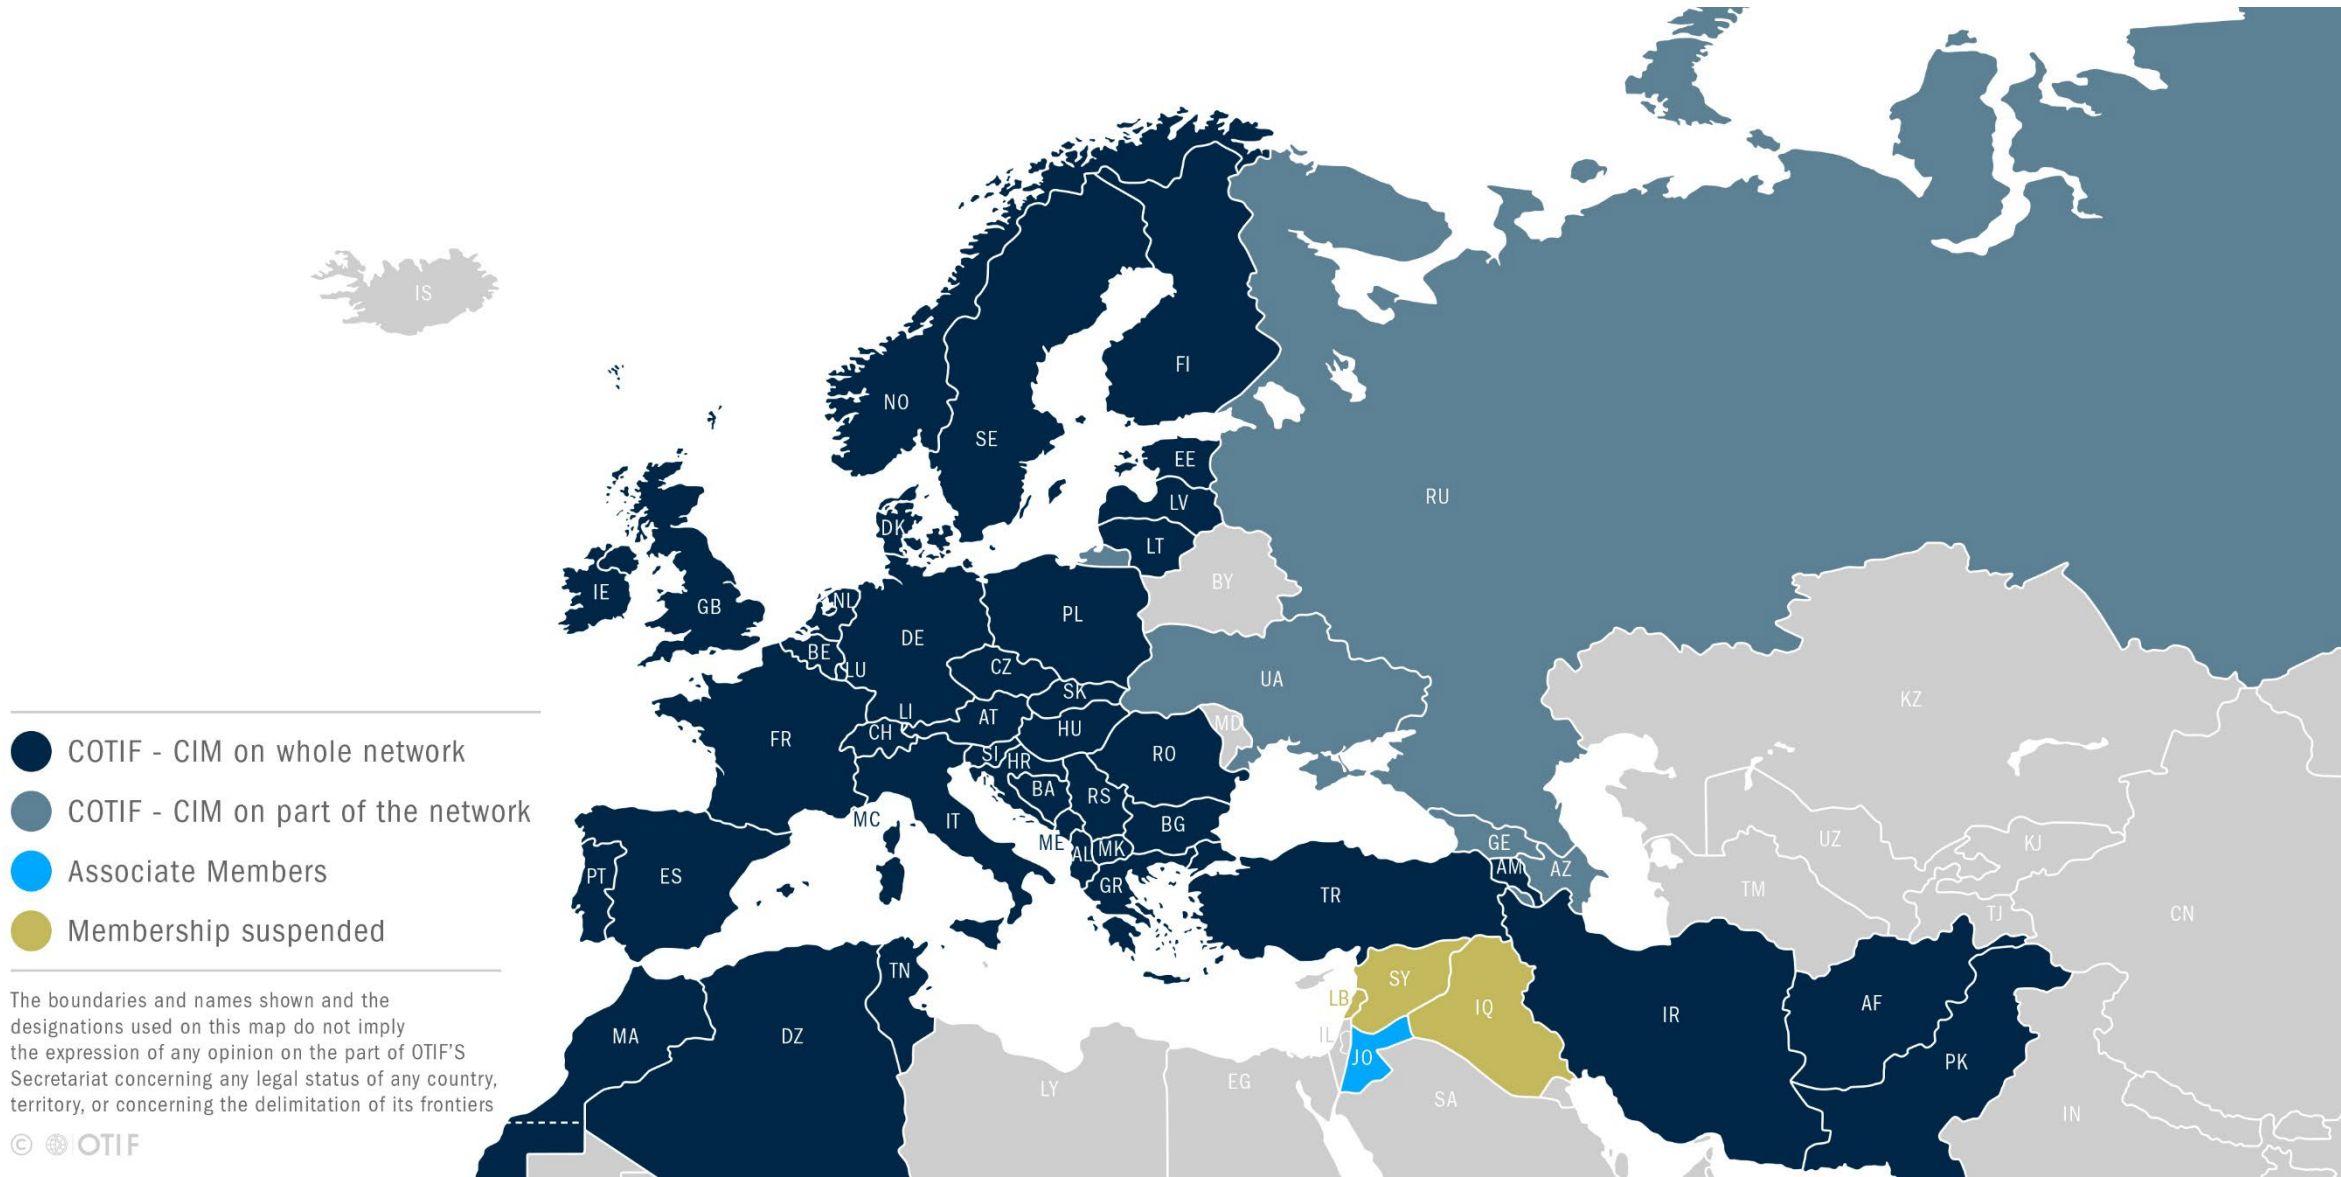 IS
NO
SE
FI
EE
LV
LT
DK
RU
IE
GB
NL
BE
LU
DE
PL
BY
CZ
SK
UA
LI
AT
CH
HU
MD
FR
SI
HR
RO
KZ
BA
RS
MC
IT
BG
ME
AL
MK
GR
PT
ES
TR
GE
AM
AZ
UZ
KJ
TM
TJ
CN
TN
MA
DZ
LB
SY
IQ
IR
AF
IL
JO
PK
LY
EG
SA
IN
COTIF - CIM on whole network
COTIF - CIM on part of the network
Associate Members
Membership suspended
The boundaries and names shown and the
designations used on this map do not imply
the expression of any opinion on the part of OTIF'S
Secretariat concerning any legal status of any country,
territory, or concerning the delimitation of its frontiers
© OTIF